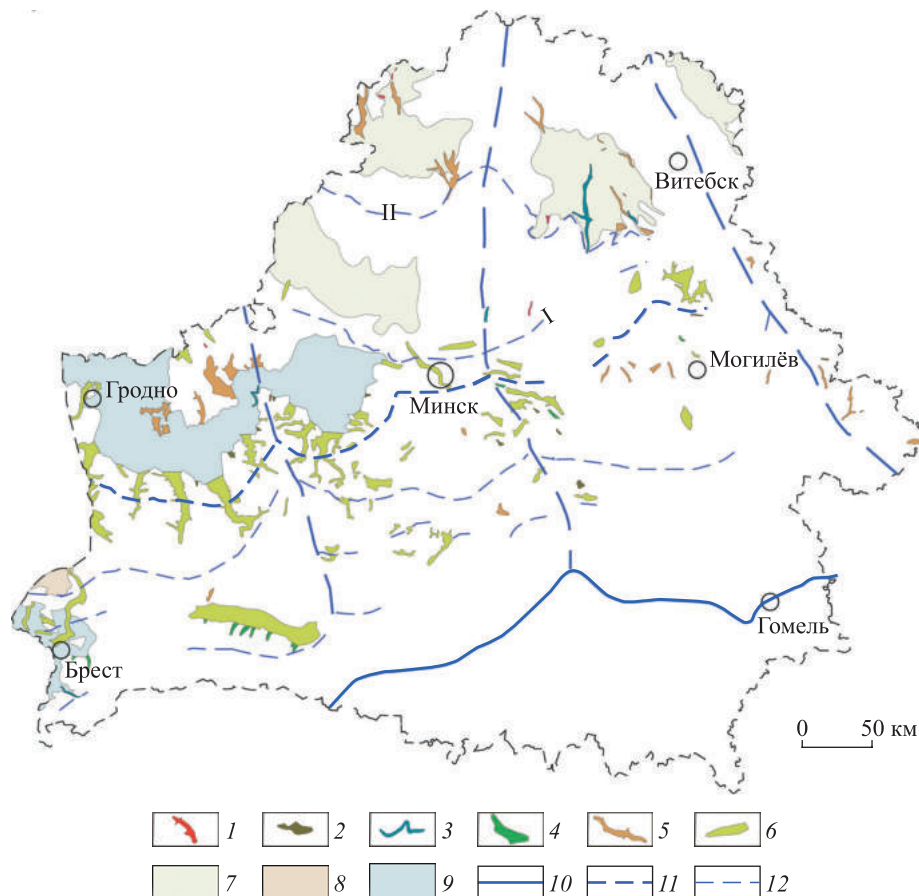 Витебск
II
I
Могилёв
Гродно
Минск
Гомель
Брест
0 50 км
1 2 3 4 5 6
7 8 9 10 11 12